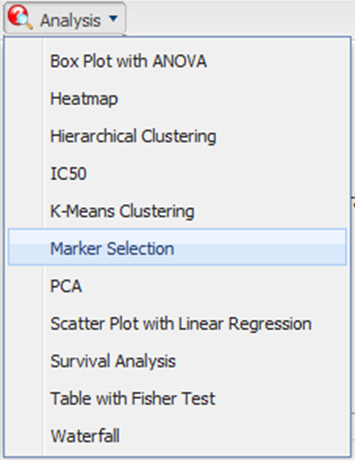 Analysis
Box Plot with ANOVA
Heatmap
Hierarchical Clustering
IC50
K-Means Clustering
Marker Selection
PCA
Scatter Plot with Linear Regression
Survival Analysis
Table with Fisher Test
Waterfall